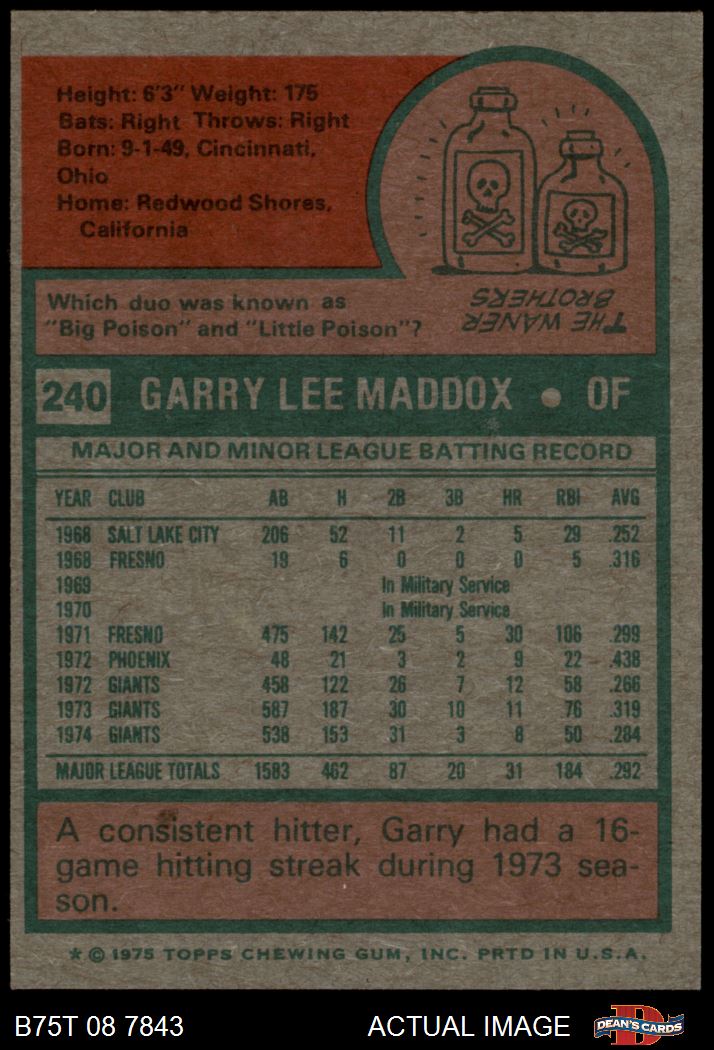 Height: 6'3" Weight: 175
Bats: Right Throws: Right
Born: 9-1-49, Cincinnati,
Ohio
Home: Redwood Shores,
California
Which duo was known as
"Big Poison" and "Little Poison"?
THE WANER
BROTHERS
240 GARRY LEE MADDOX • OF
MAJOR AND MINOR LEAGUE BATTING RECORD
YEAR CLUB AB H 2B 3B HR RBI AVG
1968 SALT LAKE CITY 206 52 11 2 5 29 .252
1968 FRESNO 19 6 0 0 0 5 .316
1969 In Military Service
1970 In Military Service
1971 FRESNO 475 142 25 5 30 106 .299
1972 PHOENIX 48 21 3 2 9 22 .438
1972 GIANTS 458 122 26 7 12 58 .266
1973 GIANTS 587 187 30 10 11 76 .319
1974 GIANTS 538 153 31 3 8 50 .284
MAJOR LEAGUE TOTALS 1583 462 87 20 31 184 .292
A consistent hitter, Garry had a 16-
game hitting streak during 1973 sea-
son.
* © 1975 TOPPS CHEWING GUM, INC. PRTD IN U.S.A.
B75T 08 7843 ACTUAL IMAGE D DEAN'S CARDS